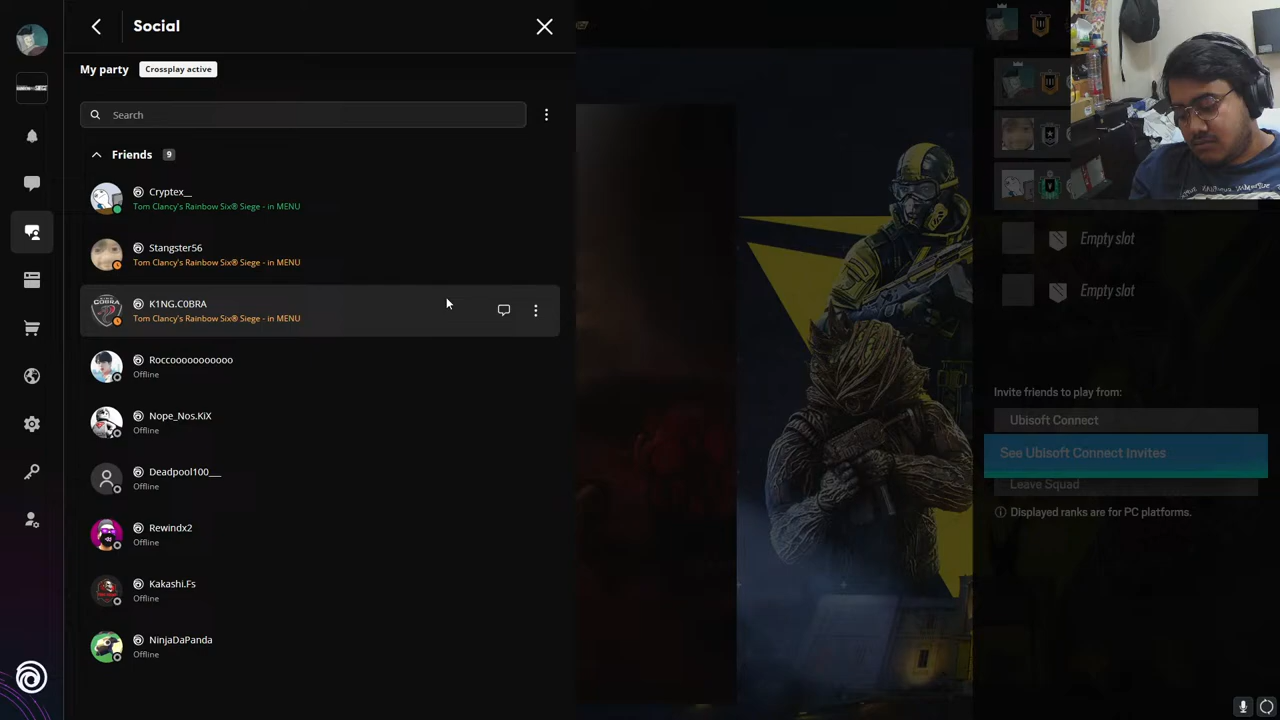 Social
My party
Crossplay active
Search
Friends 9
Cryptex__
Tom Clancy's Rainbow Six® Siege - in MENU
Stangster56
Tom Clancy's Rainbow Six® Siege - in MENU
K1NG.C0BRA
Tom Clancy's Rainbow Six® Siege - in MENU
Roccooooooooooo
Offline
Nope_Nos.KiX
Offline
Deadpool100___
Offline
Rewindx2
Offline
Kakashi.Fs
Offline
NinjaDaPanda
Offline
Empty slot
Empty slot
Invite friends to play from:
Ubisoft Connect
See Ubisoft Connect Invites
Leave Squad
Displayed ranks are for PC platforms.